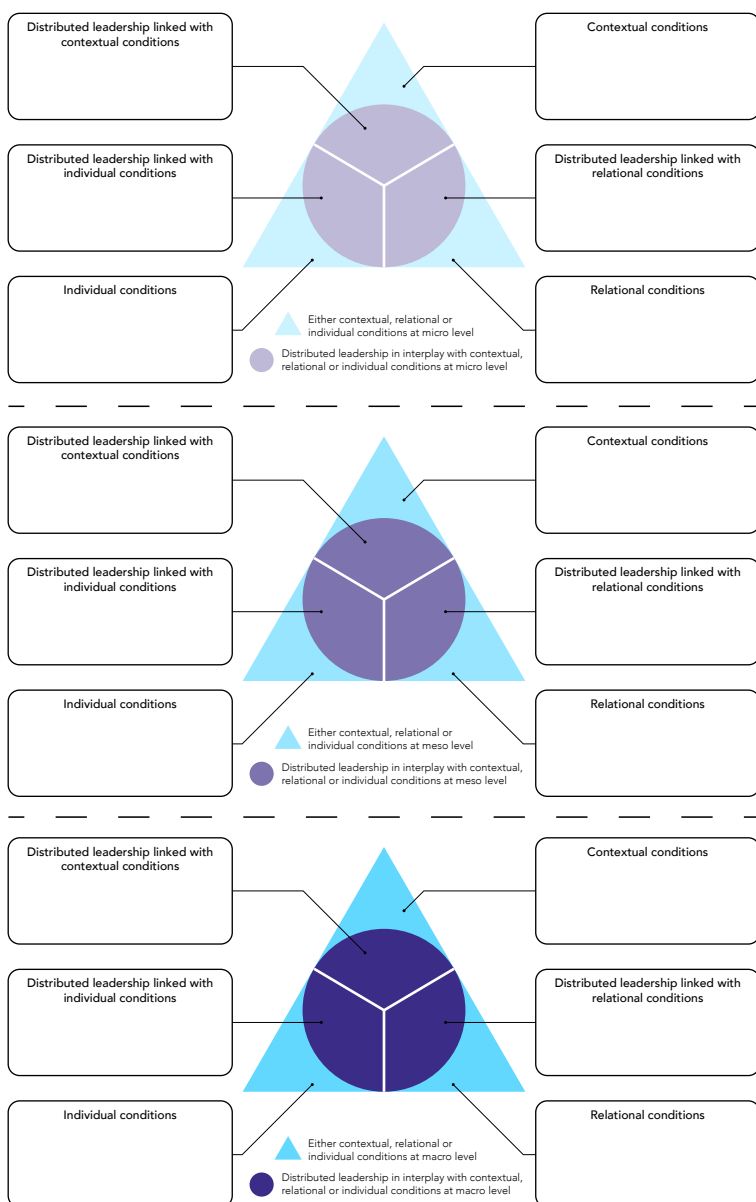 Distributed leadership linked with
contextual conditions
Contextual conditions
Distributed leadership linked with
individual conditions
Distributed leadership linked with
relational conditions
Individual conditions
Relational conditions
Either contextual, relational or
individual conditions at micro level
Distributed leadership in interplay with contextual,
relational or individual conditions at micro level
Distributed leadership linked with
contextual conditions
Contextual conditions
Distributed leadership linked with
individual conditions
Distributed leadership linked with
relational conditions
Individual conditions
Relational conditions
Either contextual, relational or
individual conditions at meso level
Distributed leadership in interplay with contextual,
relational or individual conditions at meso level
Distributed leadership linked with
contextual conditions
Contextual conditions
Distributed leadership linked with
individual conditions
Distributed leadership linked with
relational conditions
Individual conditions
Relational conditions
Either contextual, relational or
individual conditions at macro level
Distributed leadership in interplay with contextual,
relational or individual conditions at macro level